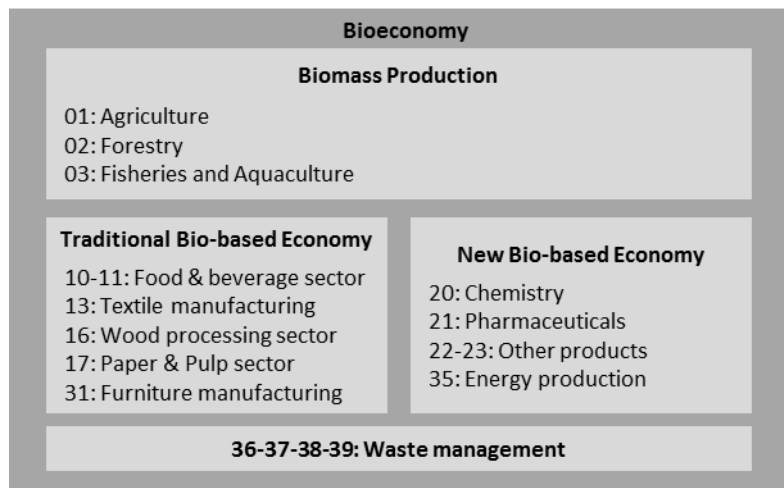 Bioeconomy
Biomass Production
01: Agriculture
02: Forestry
03: Fisheries and Aquaculture
Traditional Bio-based Economy
10-11: Food & beverage sector
13: Textile manufacturing
16: Wood processing sector
17: Paper & Pulp sector
31: Furniture manufacturing
New Bio-based Economy
20: Chemistry
21: Pharmaceuticals
22-23: Other products
35: Energy production
36-37-38-39: Waste management